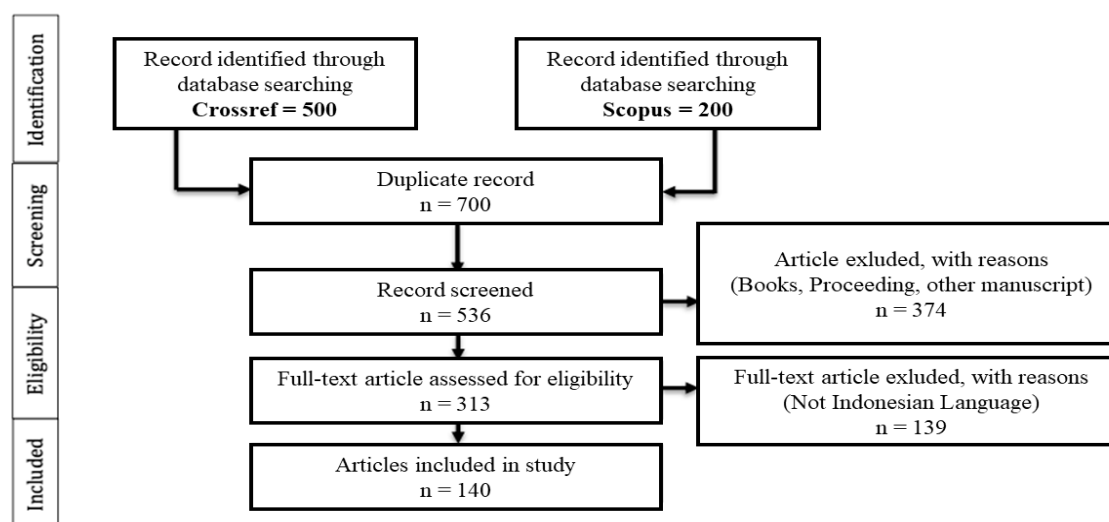 Identification
Record identified through
database searching
Crossref = 500
Record identified through
database searching
Scopus = 200
Screening
Duplicate record
n = 700
Record screened
n = 536
Article exluded, with reasons
(Books, Proceeding, other manuscript)
n = 374
Eligibility
Full-text article assessed for eligibility
n = 313
Full-text article exluded, with reasons
(Not Indonesian Language)
n = 139
Included
Articles included in study
n = 140